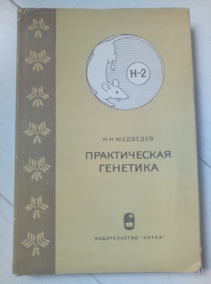 Н-2
Н.Н.МЕДВЕДЕВ
ПРАКТИЧЕСКАЯ
ГЕНЕТИКА
ИЗДАТЕЛЬСТВО «НАУКА»